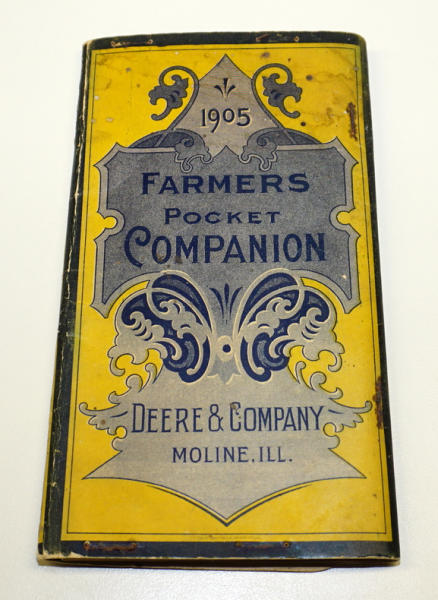 1905
FARMERS
POCKET
COMPANION
DEERE & COMPANY
MOLINE, ILL.